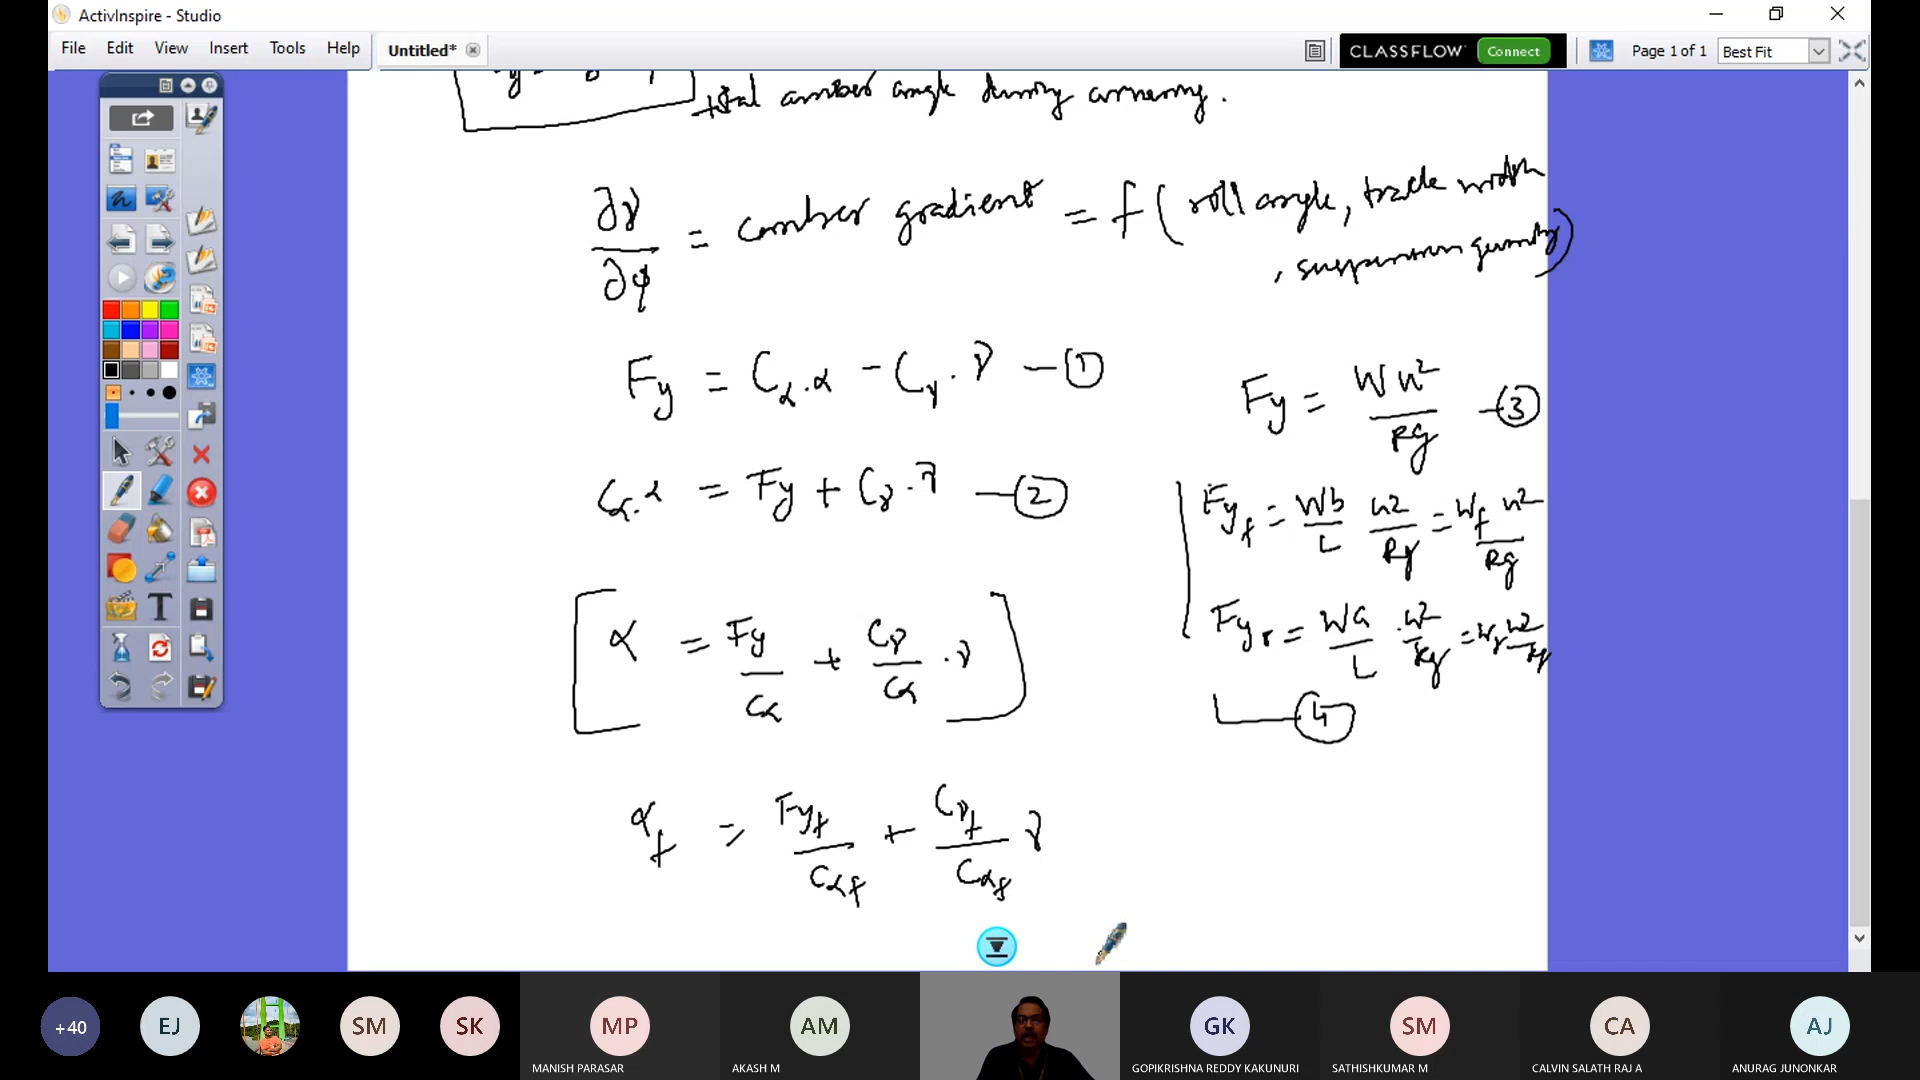 ActivInspire - Studio
File Edit View Insert Tools Help Untitled*
CLASSFLOW Connect Page 1 of 1 Best Fit
total camber angle during cornering.
∂γ/∂φ = camber gradient = f ( roll angle, track width
, suspension geometry)
Fy = Cα.α - Cγ.γ — ①
Fy = Wu²/Rg — ③
Cα.α = Fy + Cγ.γ — ②
Fyf = Wb/L u²/Rg = Wf u²/Rg
Fyr = Wa/L . u²/Rg = Wr u²/Rg
④
α = Fy/Cα + Cγ/Cα . γ
αf = Fyf/Cαf + Cγf/Cαf γ
+40 EJ SM SK MP AM GK SM CA AJ
MANISH PARASAR AKASH M GOPIKRISHNA REDDY KAKUNURI SATHISHKUMAR M CALVIN SALATH RAJ A ANURAG JUNONKAR